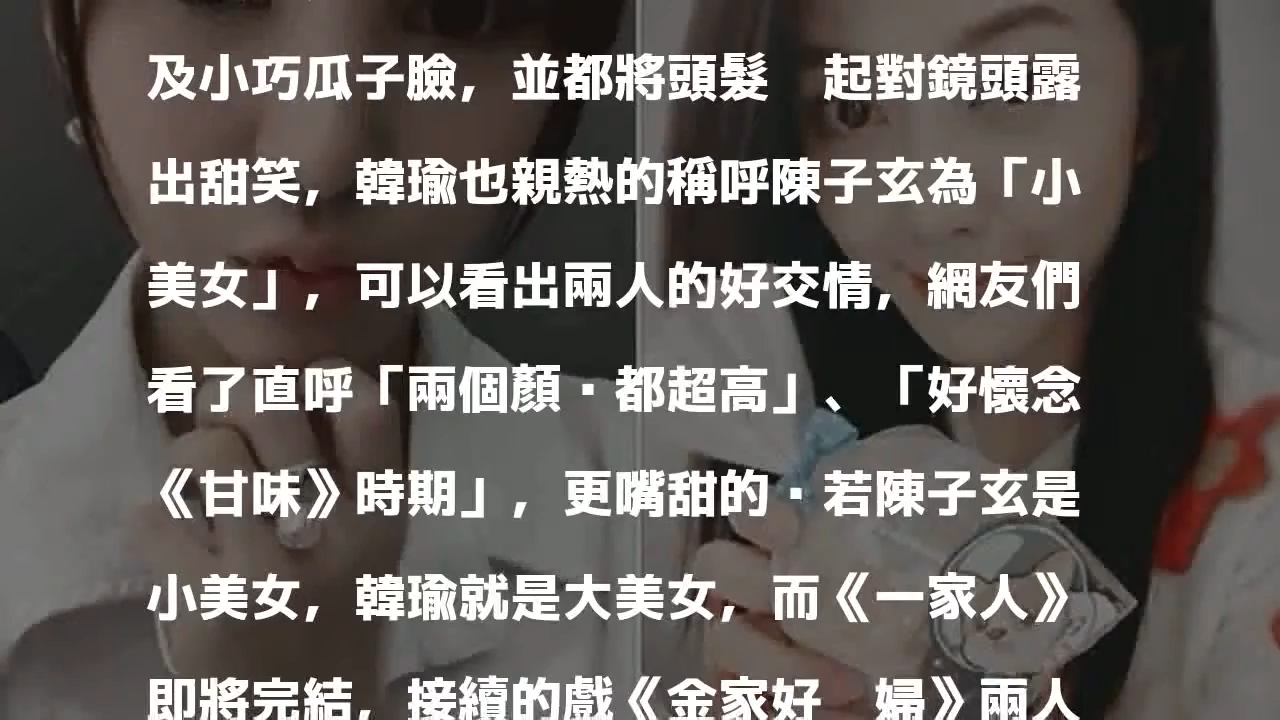 及小巧瓜子臉，並都將頭髮　起對鏡頭露
出甜笑，韓瑜也親熱的稱呼陳子玄為「小
美女」，可以看出兩人的好交情，網友們
看了直呼「兩個顏▪都超高」、「好懷念
《甘味》時期」，更嘴甜的▪若陳子玄是
小美女，韓瑜就是大美女，而《一家人》
即將完結，接續的戲《金家好　婦》兩人